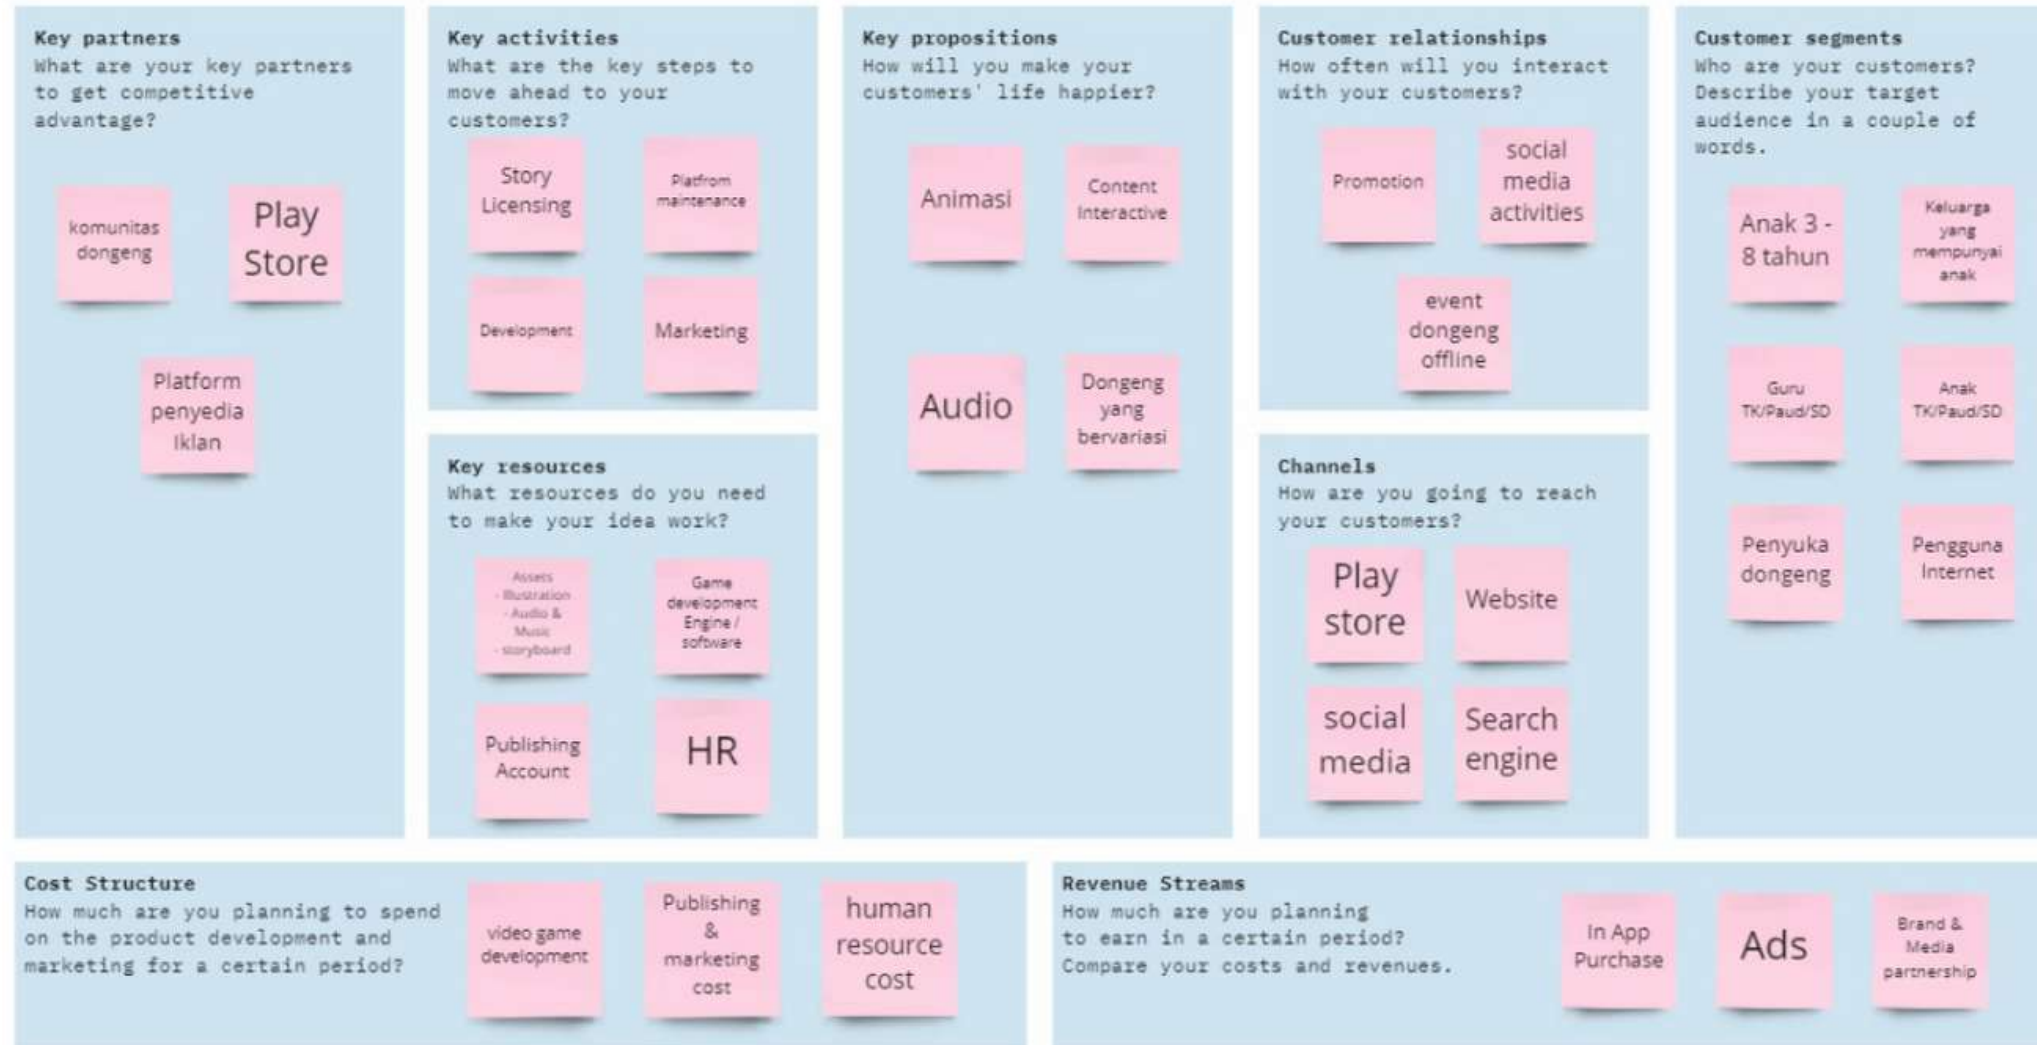 Key partners
What are your key partners
to get competitive
advantage?
komunitas
dongeng
Play
Store
Platform
penyedia
Iklan
Key activities
What are the key steps to
move ahead to your
customers?
Story
Licensing
Platfrom
maintenance
Development
Marketing
Key resources
What resources do you need
to make your idea work?
Assets
- Illustration
- Audio &
Music
- storyboard
Game
development
Engine /
software
Publishing
Account
HR
Key propositions
How will you make your
customers' life happier?
Animasi
Content
Interactive
Audio
Dongeng
yang
bervariasi
Customer relationships
How often will you interact
with your customers?
Promotion
social
media
activities
event
dongeng
offline
Channels
How are you going to reach
your customers?
Play
store
Website
social
media
Search
engine
Customer segments
Who are your customers?
Describe your target
audience in a couple of
words.
Anak 3 -
8 tahun
Keluarga
yang
mempunyai
anak
Guru
TK/Paud/SD
Anak
TK/Paud/SD
Penyuka
dongeng
Pengguna
Internet
Cost Structure
How much are you planning to spend
on the product development and
marketing for a certain period?
video game
development
Publishing
&
marketing
cost
human
resource
cost
Revenue Streams
How much are you planning
to earn in a certain period?
Compare your costs and revenues.
In App
Purchase
Ads
Brand &
Media
partnership